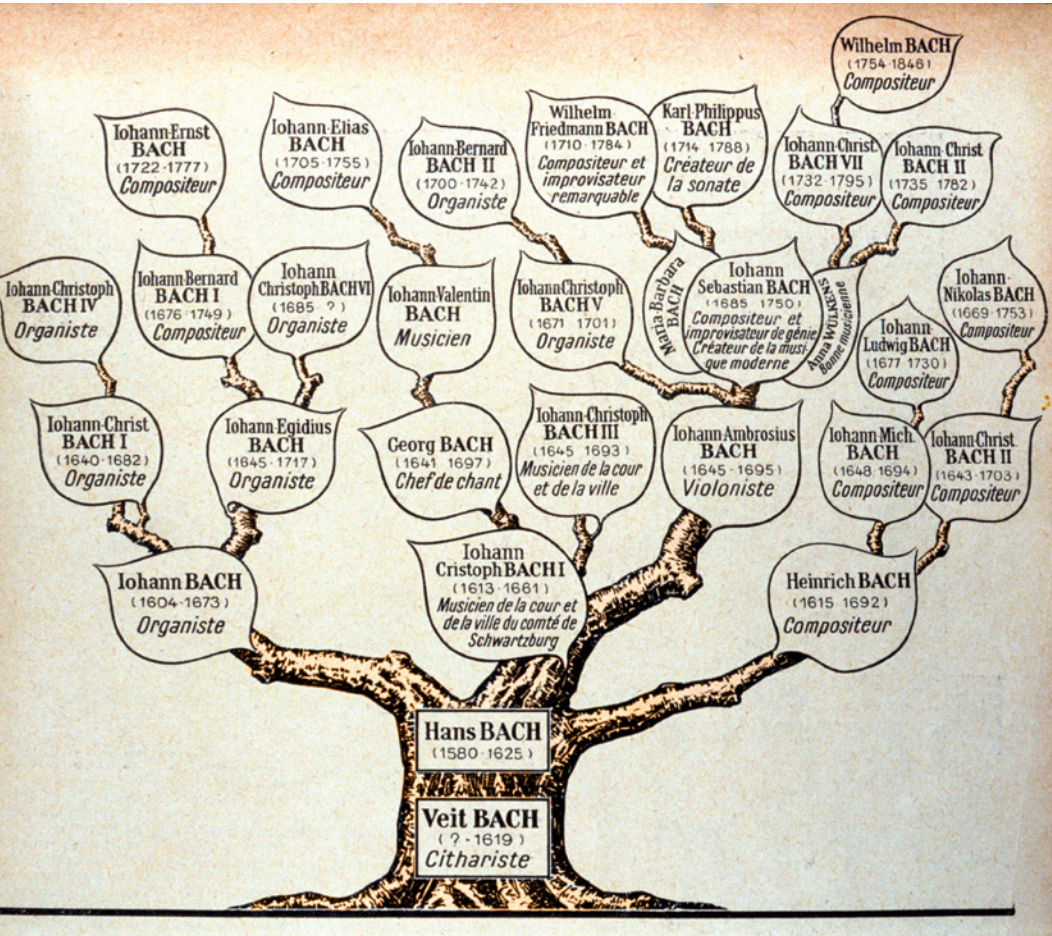 Wilhelm BACH
(1754-1846)
Compositeur
Iohann-Ernst
BACH
(1722-1777)
Compositeur
Iohann-Elias
BACH
(1705-1755)
Compositeur
Iohann-Bernard
BACH II
(1700-1742)
Organiste
Wilhelm
Friedmann BACH
(1710-1784)
Compositeur et
improvisateur
remarquable
Karl-Philippus
BACH
(1714 1788)
Créateur de
la sonate
Iohann-Christ.
BACH VII
(1732-1795)
Compositeur
Iohann-Christ
BACH II
(1735 1782)
Compositeur
Iohann-Christoph
BACH IV
Organiste
Iohann-Bernard
BACH I
(1676-1749)
Compositeur
Iohann
Christoph BACH VI
(1685 ?)
Organiste
Iohann-Valentin
BACH
Musicien
Iohann-Christoph
BACH V
(1671 1701)
Organiste
Maria-Barbara
BACH
Iohann
Sebastian BACH
(1685 1750)
Compositeur et
improvisateur de génie
Créateur de la musi-
que moderne
Anna WULKENS
Bonne musicienne
Iohann-
Ludwig BACH
(1677-1730)
Compositeur
Iohann-
Nikolas BACH
(1669-1753)
Compositeur
Iohann-Christ
BACH I
(1640-1682)
Organiste
Iohann-Egidius
BACH
(1645-1717)
Organiste
Georg BACH
(1641 1697)
Chef de chant
Iohann-Christoph
BACH III
(1645 1693)
Musicien de la cour
et de la ville
Iohann-Ambrosius
BACH
(1645-1695)
Violoniste
Iohann-Mich.
BACH
(1648-1694)
Compositeur
Iohann-Christ.
BACH II
(1643-1703)
Compositeur
Iohann BACH
(1604-1673)
Organiste
Iohann
Cristoph BACH I
(1613-1661)
Musicien de la cour et
de la ville du comté de
Schwartzburg
Heinrich BACH
(1615 1692)
Compositeur
Hans BACH
(1580-1625)
Veit BACH
(?-1619)
Cithariste